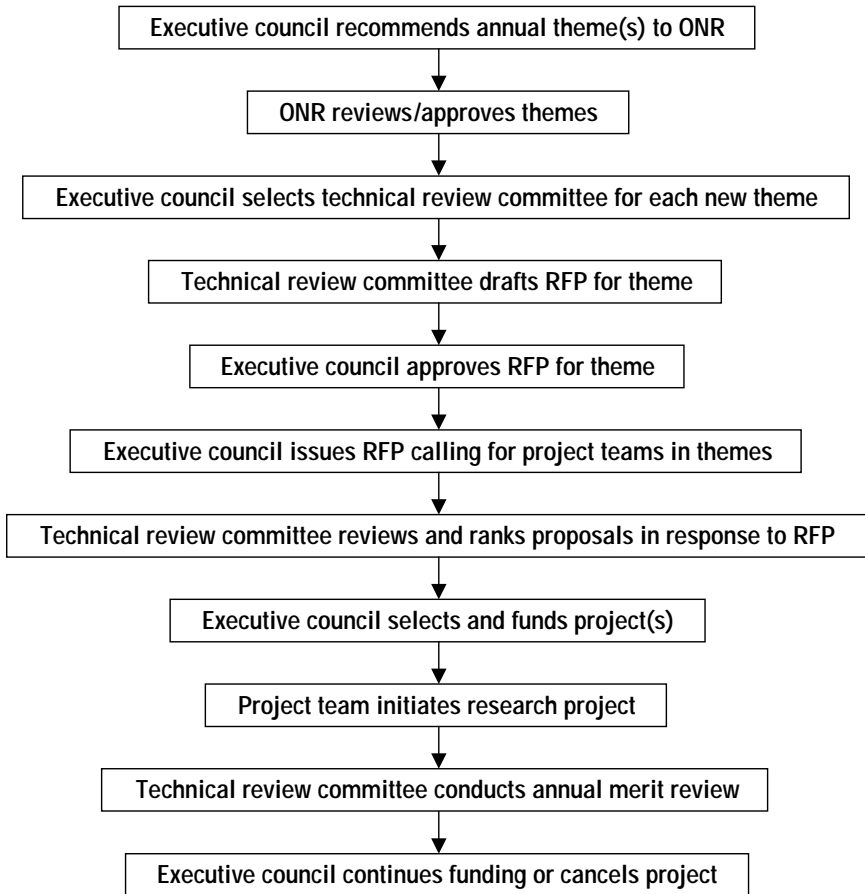 Executive council recommends annual theme(s) to ONR
ONR reviews/approves themes
Executive council selects technical review committee for each new theme
Technical review committee drafts RFP for theme
Executive council approves RFP for theme
Executive council issues RFP calling for project teams in themes
Technical review committee reviews and ranks proposals in response to RFP
Executive council selects and funds project(s)
Project team initiates research project
Technical review committee conducts annual merit review
Executive council continues funding or cancels project